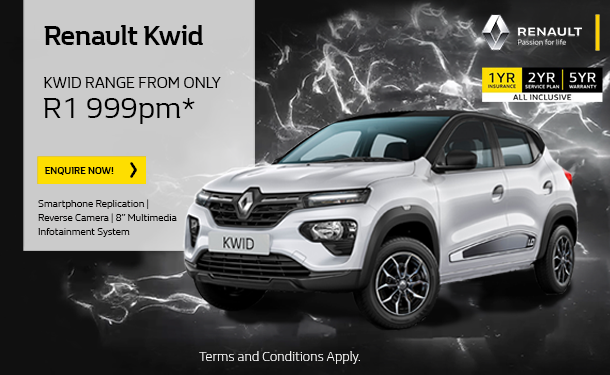 Renault Kwid
KWID RANGE FROM ONLY
R1 999pm*
ENQUIRE NOW!
Smartphone Replication |
Reverse Camera | 8" Multimedia
Infotainment System
RENAULT
Passion for life
1YR 2YR 5YR
INSURANCE SERVICE PLAN WARRANTY
ALL INCLUSIVE
KWID
Terms and Conditions Apply.